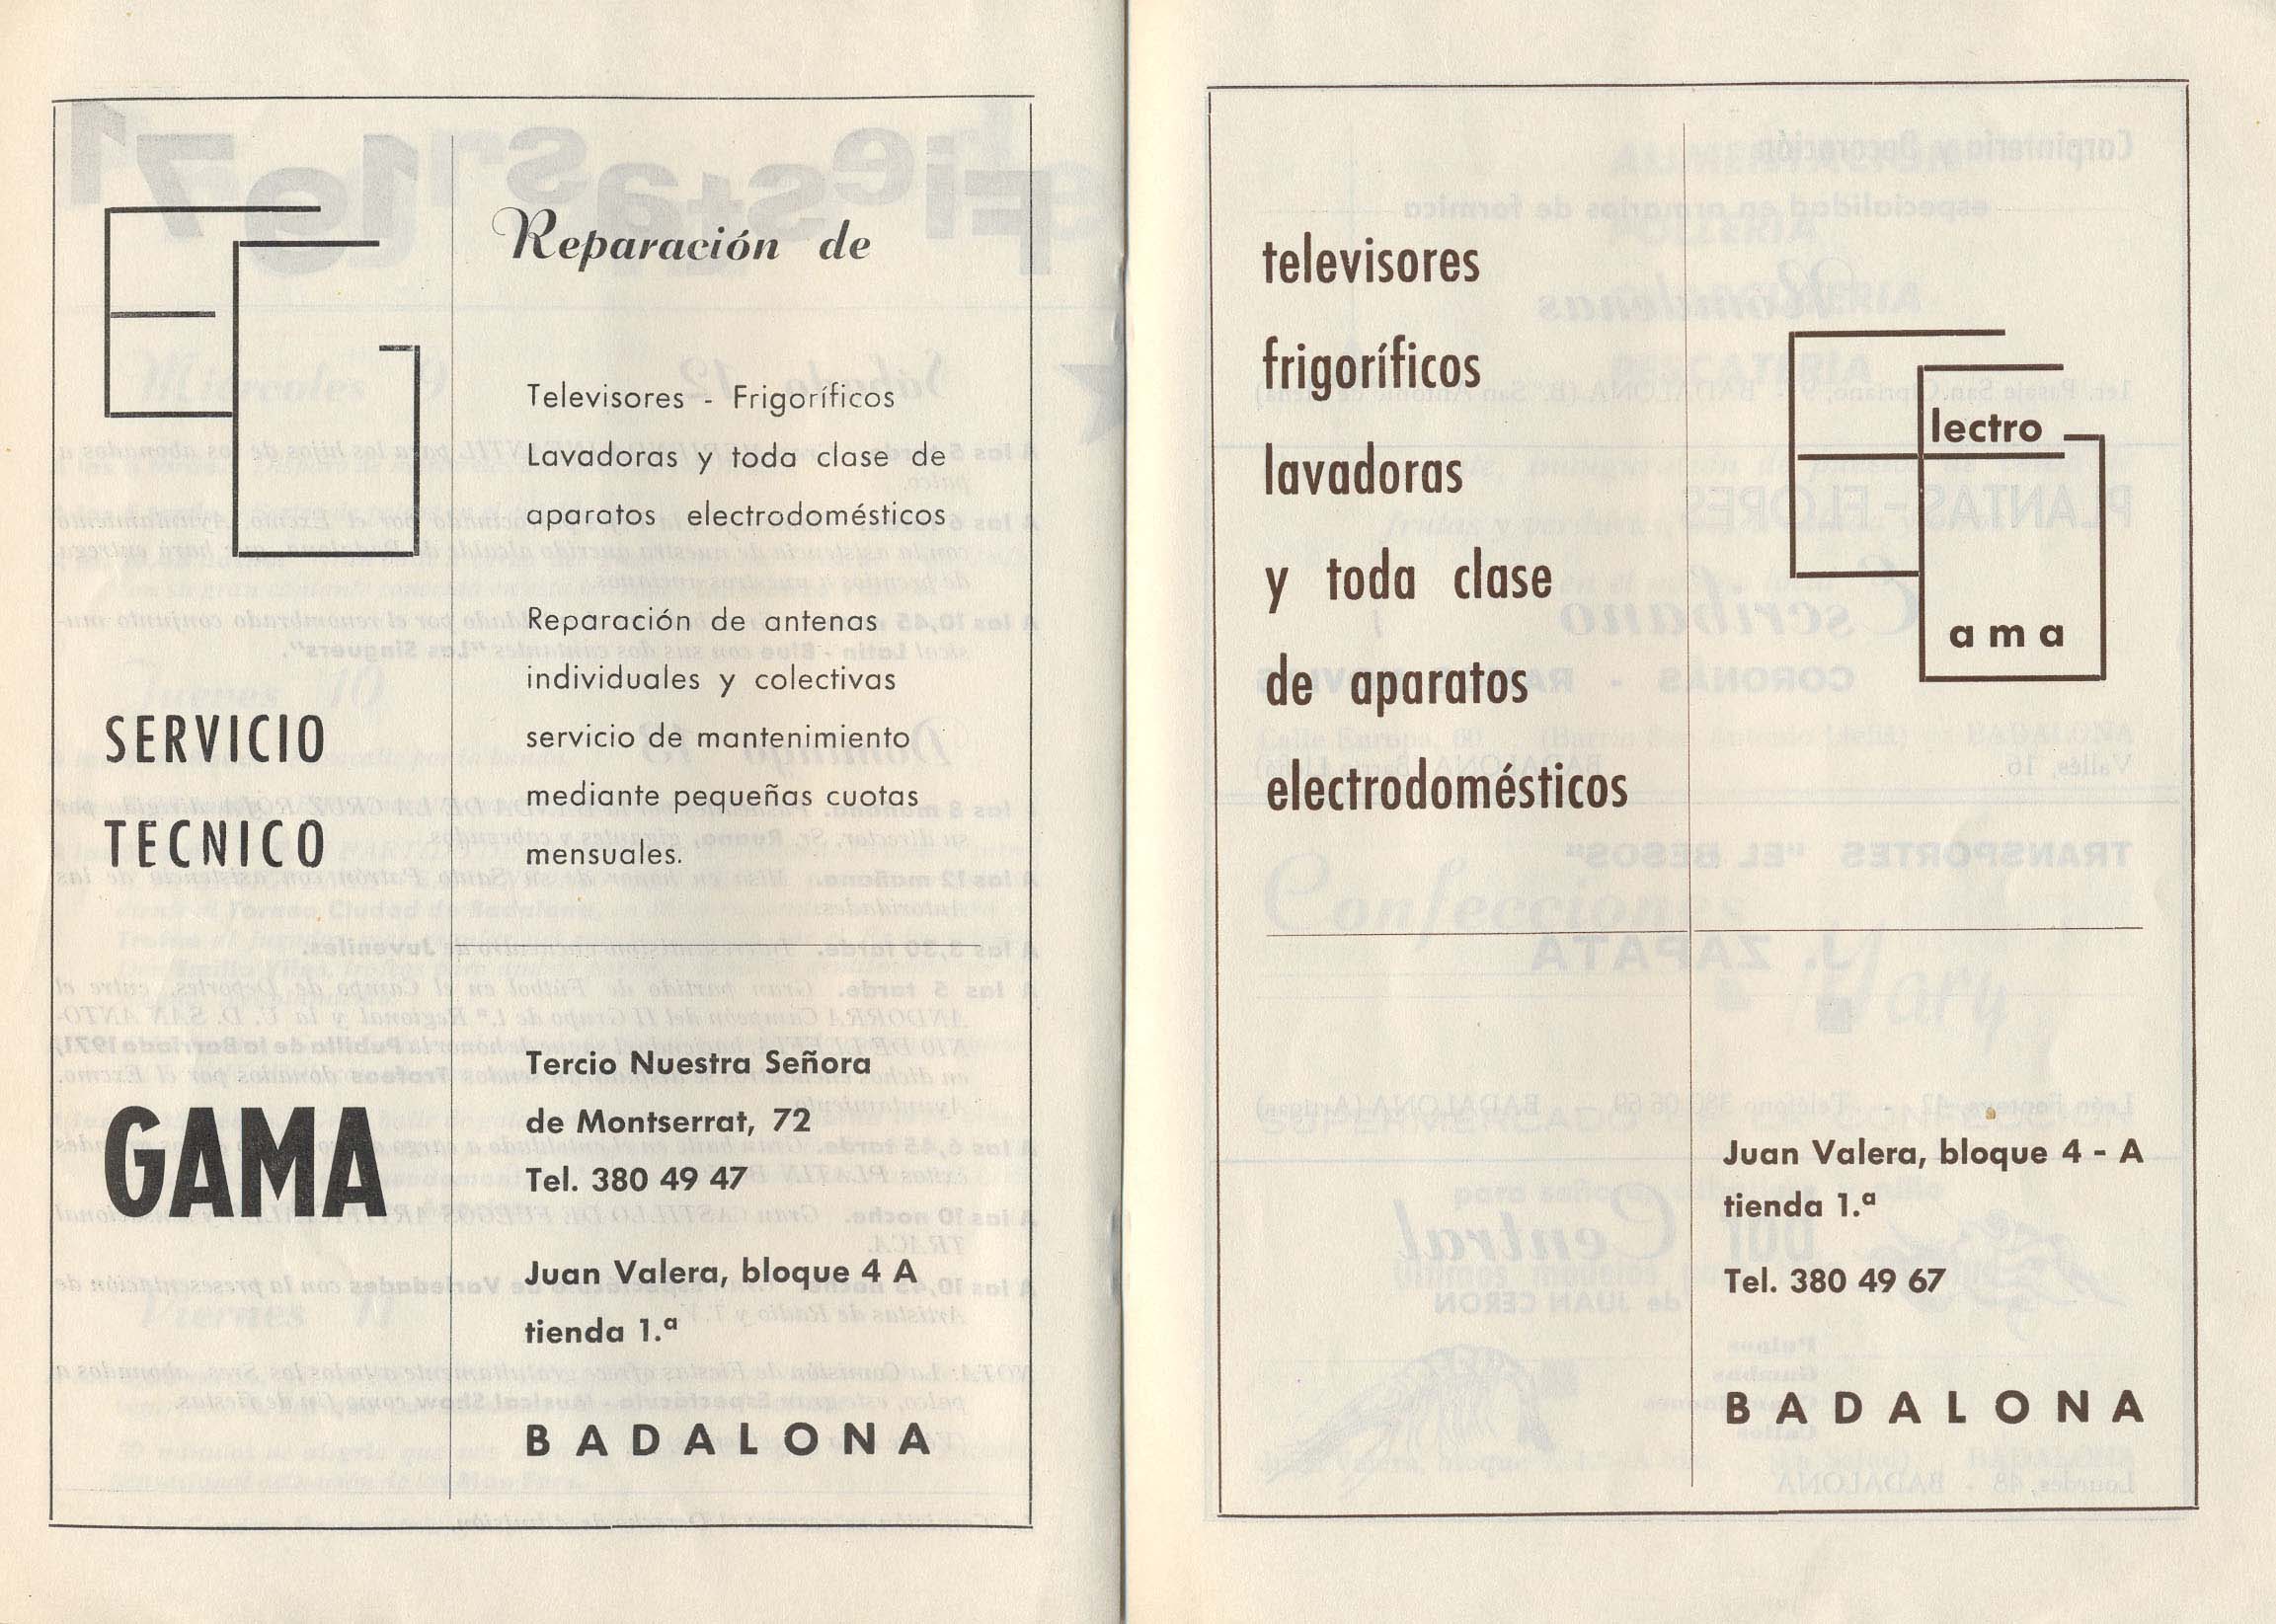 EG
SERVICIO
TECNICO
GAMA
Reparación de
Televisores - Frigoríficos
Lavadoras y toda clase de
aparatos electrodomésticos
Reparación de antenas
individuales y colectivas
servicio de mantenimiento
mediante pequeñas cuotas
mensuales.
Tercio Nuestra Señora
de Montserrat, 72
Tel. 380 49 47
Juan Valera, bloque 4 A
tienda 1.ª
BADALONA
televisores
frigoríficos
lavadoras
y toda clase
de aparatos
electrodomésticos
Electro
Gama
Juan Valera, bloque 4 - A
tienda 1.ª
Tel. 380 49 67
BADALONA